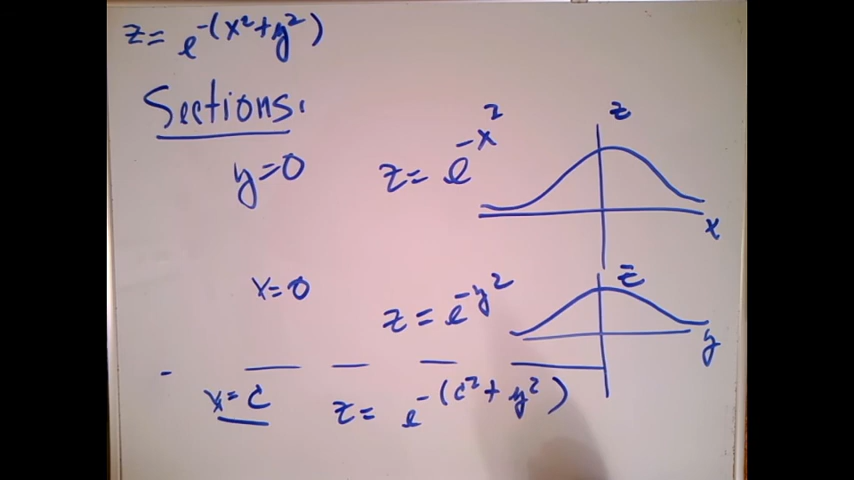 z = e^-(x²+y²)
Sections.
y=0 z = e^-x²
z
x
x=0 z = e^-y²
z
y
x=c z = e^-(c²+y²)